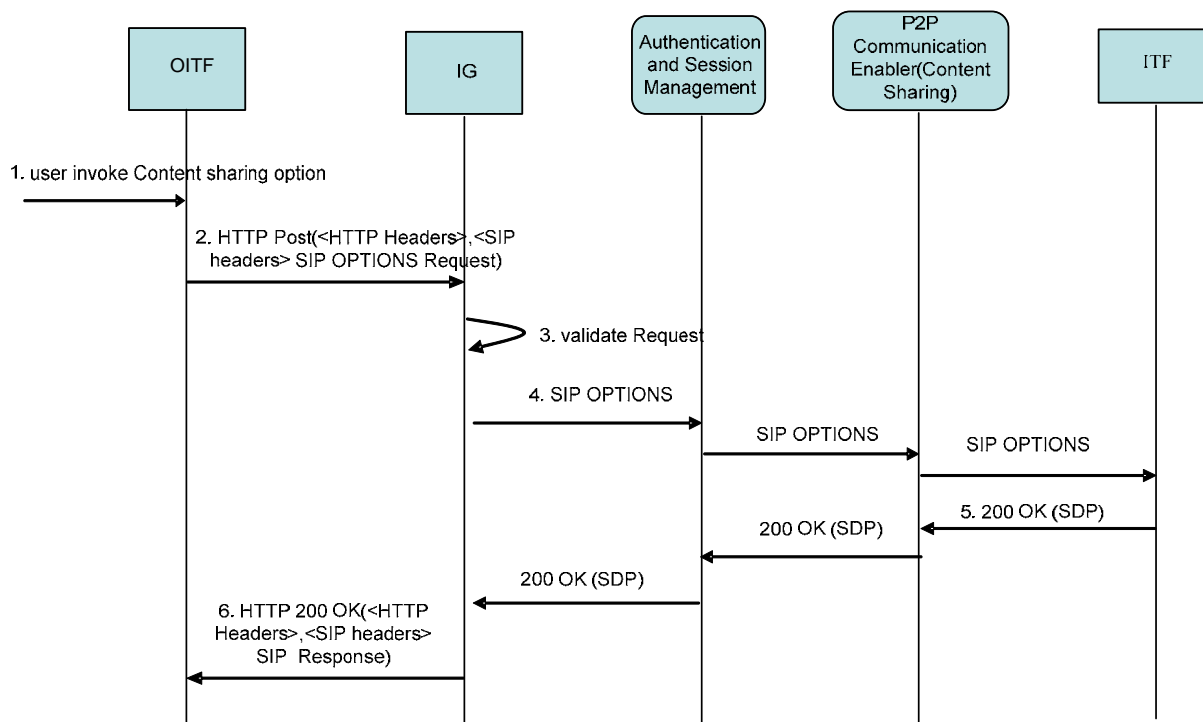 OITF
IG
Authentication
and Session
Management
P2P
Communication
Enabler(Content
Sharing)
ITF
1. user invoke Content sharing option
2. HTTP Post(<HTTP Headers>,<SIP
headers> SIP OPTIONS Request)
3. validate Request
4. SIP OPTIONS
SIP OPTIONS
SIP OPTIONS
5. 200 OK (SDP)
200 OK (SDP)
200 OK (SDP)
6. HTTP 200 OK(<HTTP
Headers>,<SIP headers>
SIP Response)